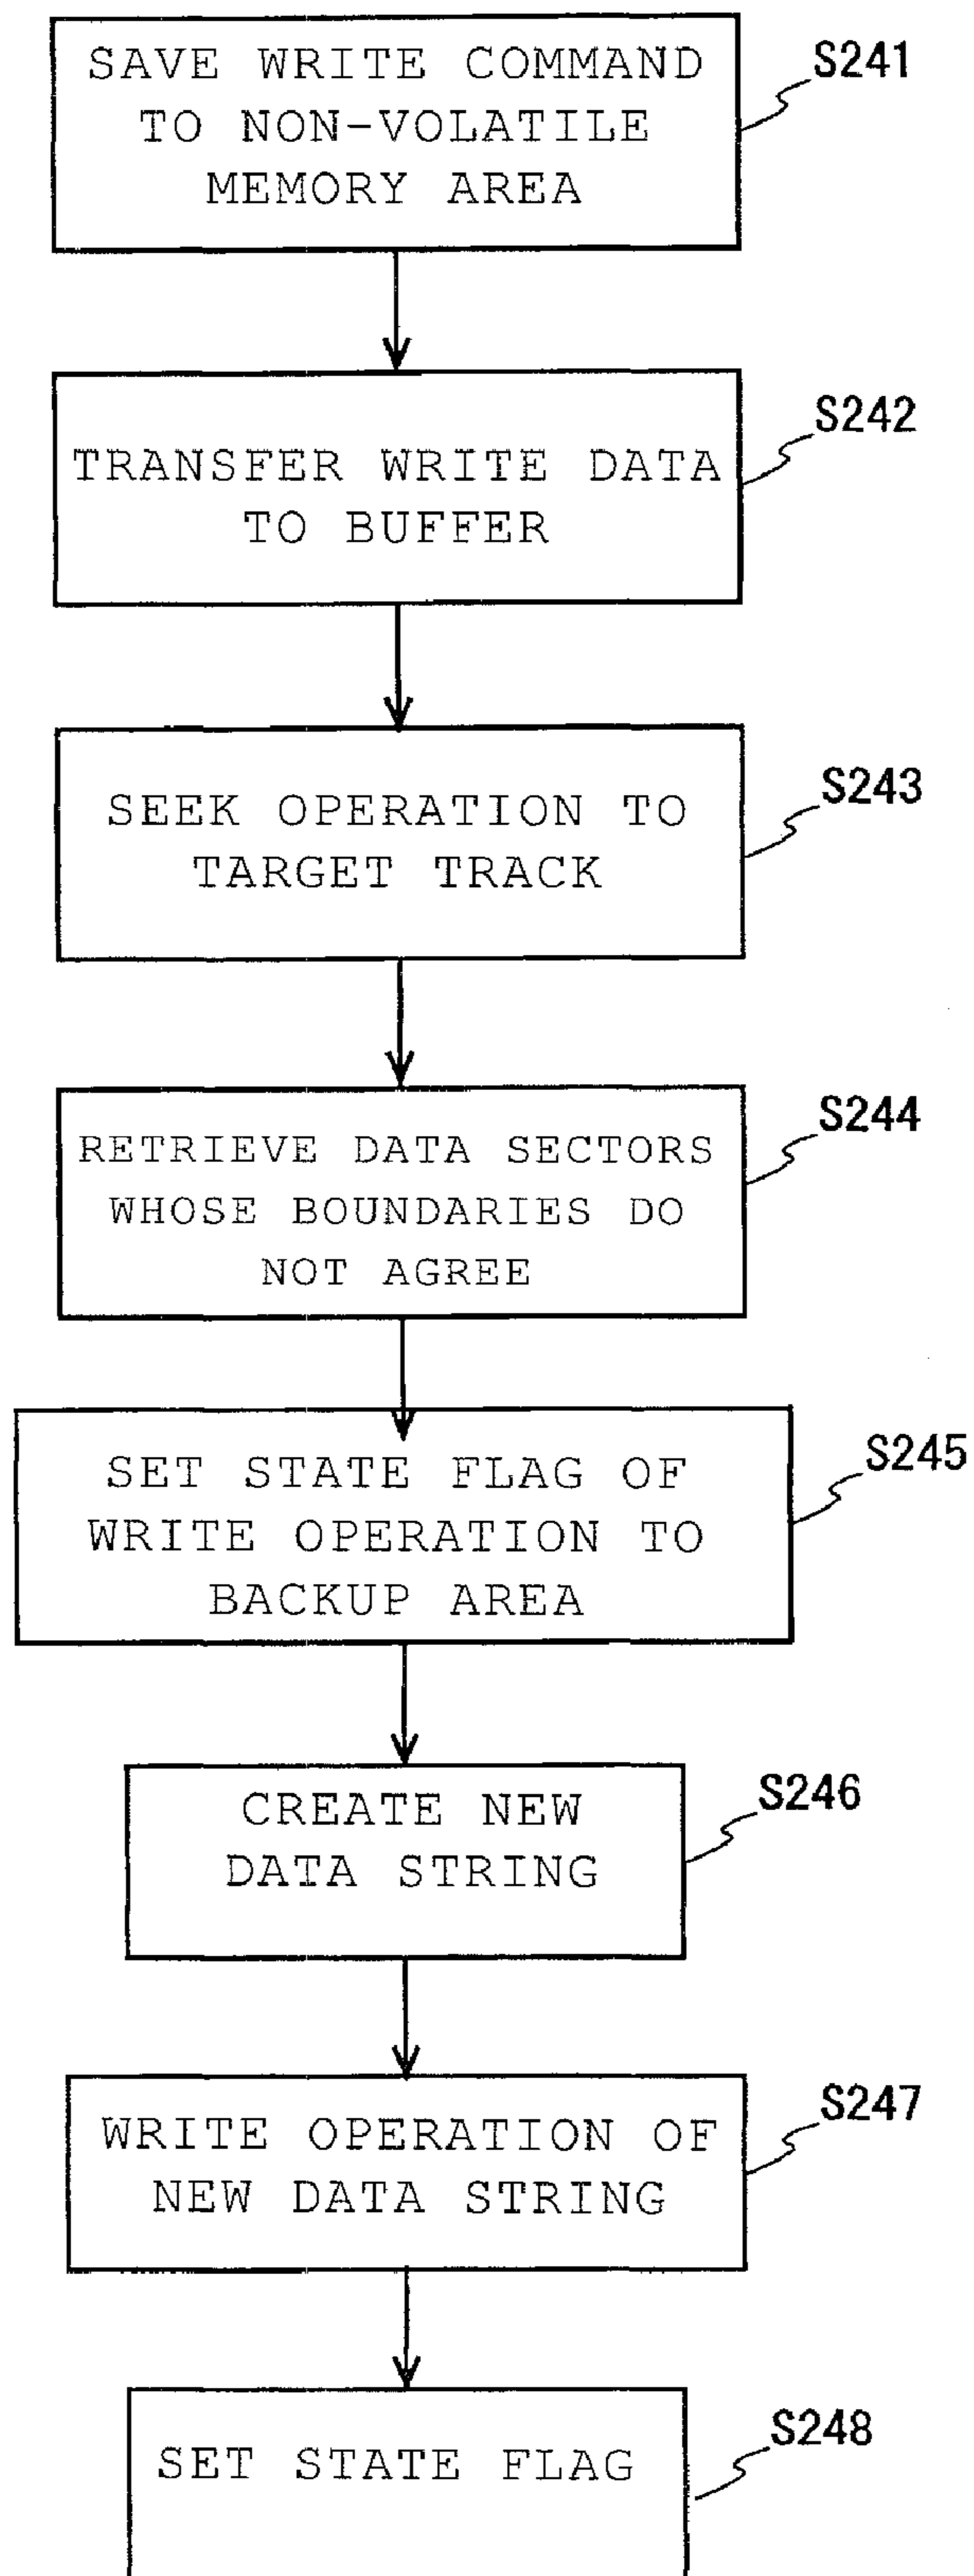 SAVE WRITE COMMAND
TO NON-VOLATILE
MEMORY AREA
S241
TRANSFER WRITE DATA
TO BUFFER
S242
SEEK OPERATION TO
TARGET TRACK
S243
RETRIEVE DATA SECTORS
WHOSE BOUNDARIES DO
NOT AGREE
S244
SET STATE FLAG OF
WRITE OPERATION TO
BACKUP AREA
S245
CREATE NEW
DATA STRING
S246
WRITE OPERATION OF
NEW DATA STRING
S247
SET STATE FLAG
S248